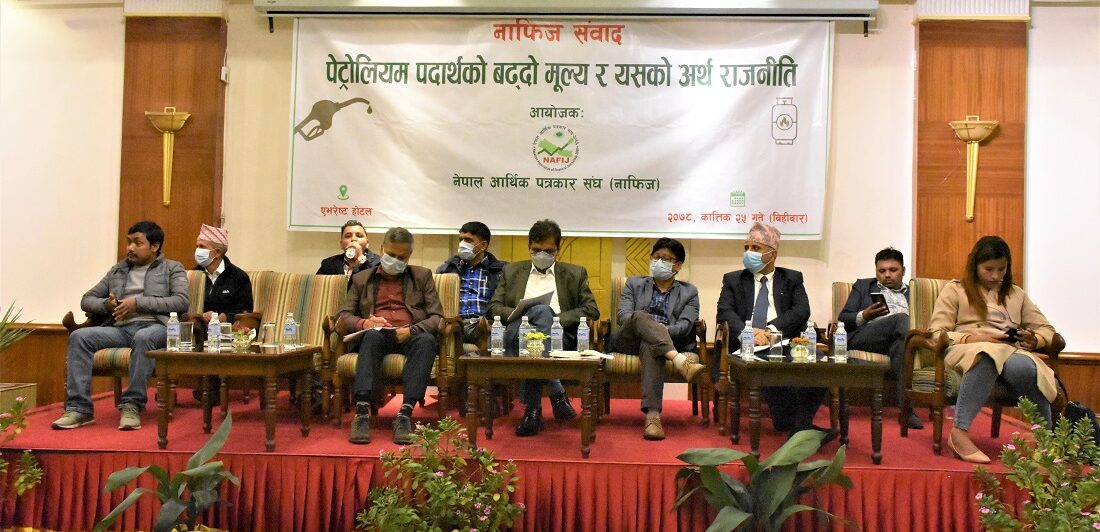 नाफिज संवाद
पेट्रोलियम पदार्थको बढ्दो मूल्य र यसको अर्थ राजनीति
आयोजकः
NAFIJ
नेपाल आर्थिक पत्रकार संघ (नाफिज)
एभरेष्ट होटल
२०७८, कात्तिक २५ गते (बिहीबार)